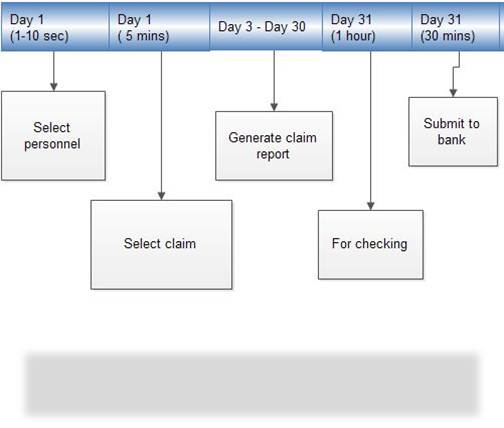 Day 1
(1-10 sec)
Day 1
( 5 mins)
Day 3 - Day 30
Day 31
(1 hour)
Day 31
(30 mins)
Select
personnel
Select claim
Generate claim
report
For checking
Submit to
bank